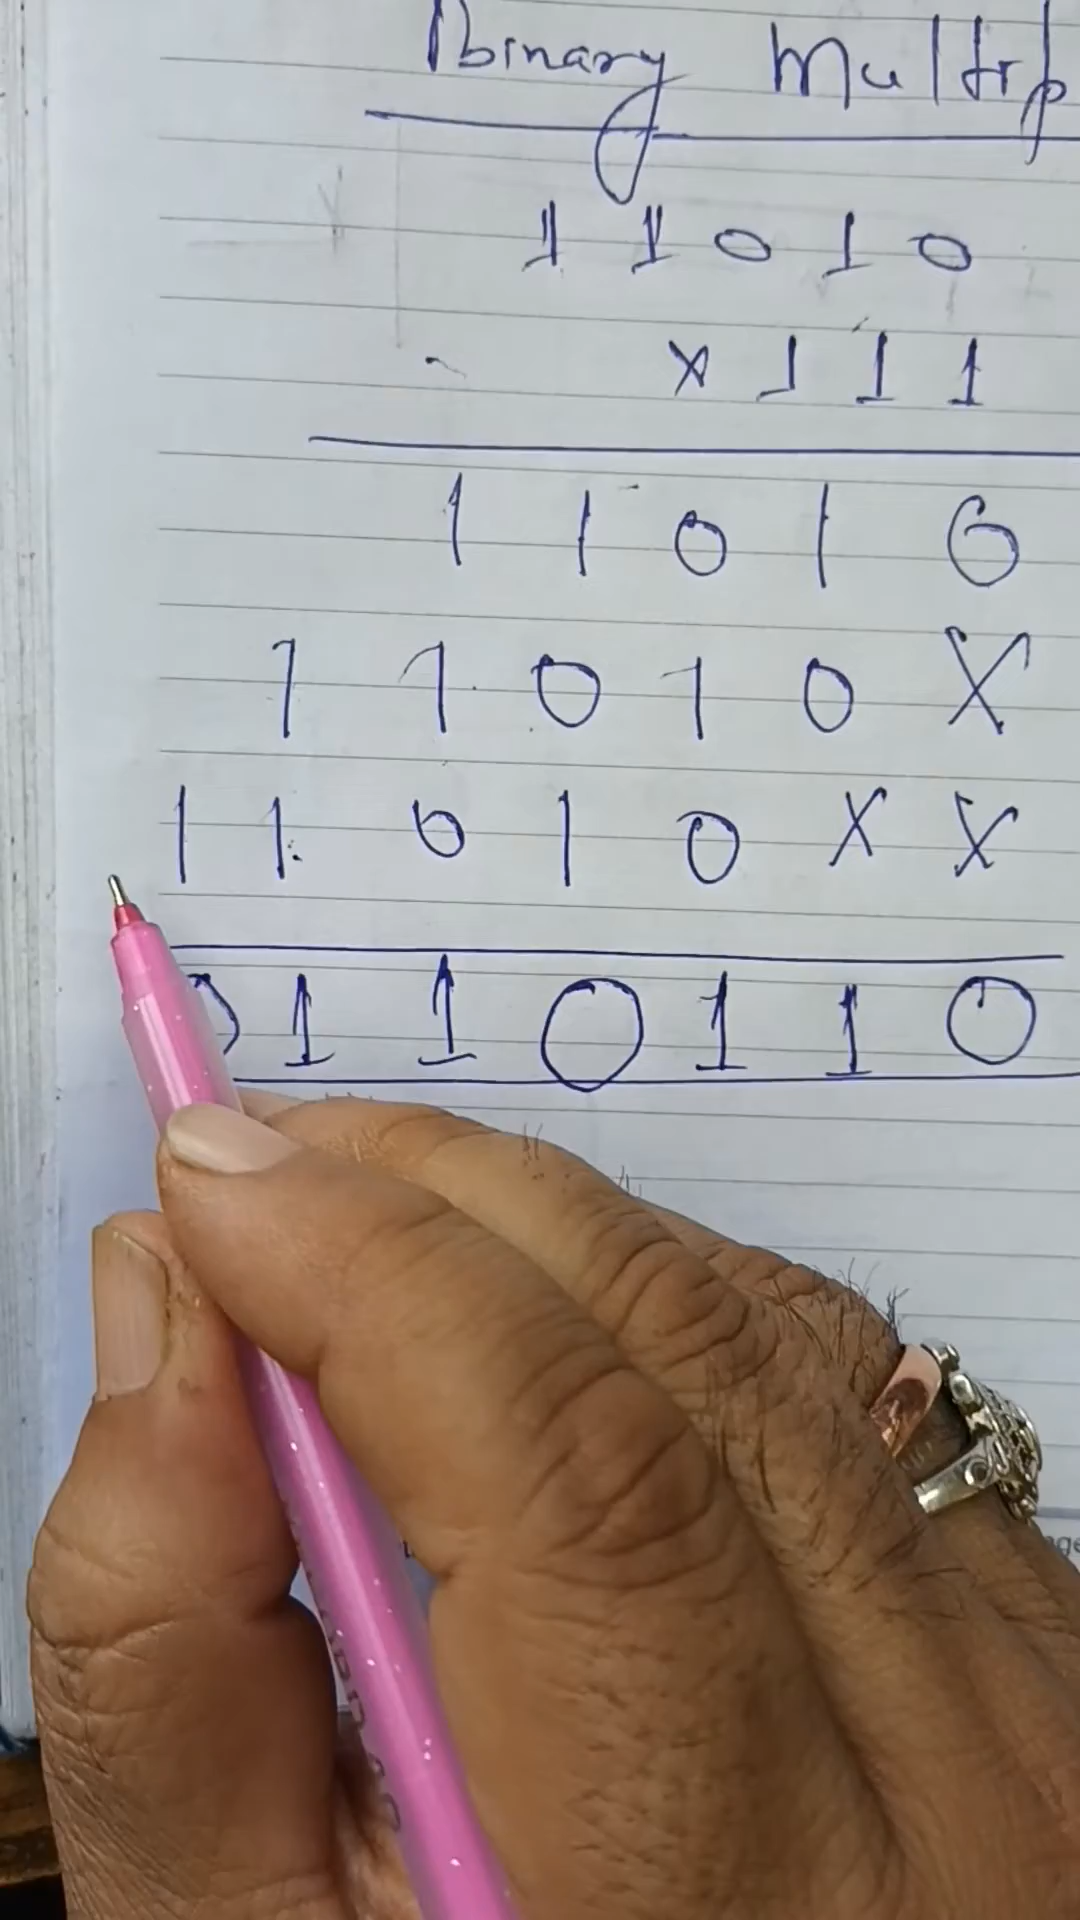 Binary Multip
1 1 0 1 0
x 1 1 1
1 1 0 1 0
1 1 0 1 0 X
1 1 0 1 0 X X
0 1 1 0 1 1 0